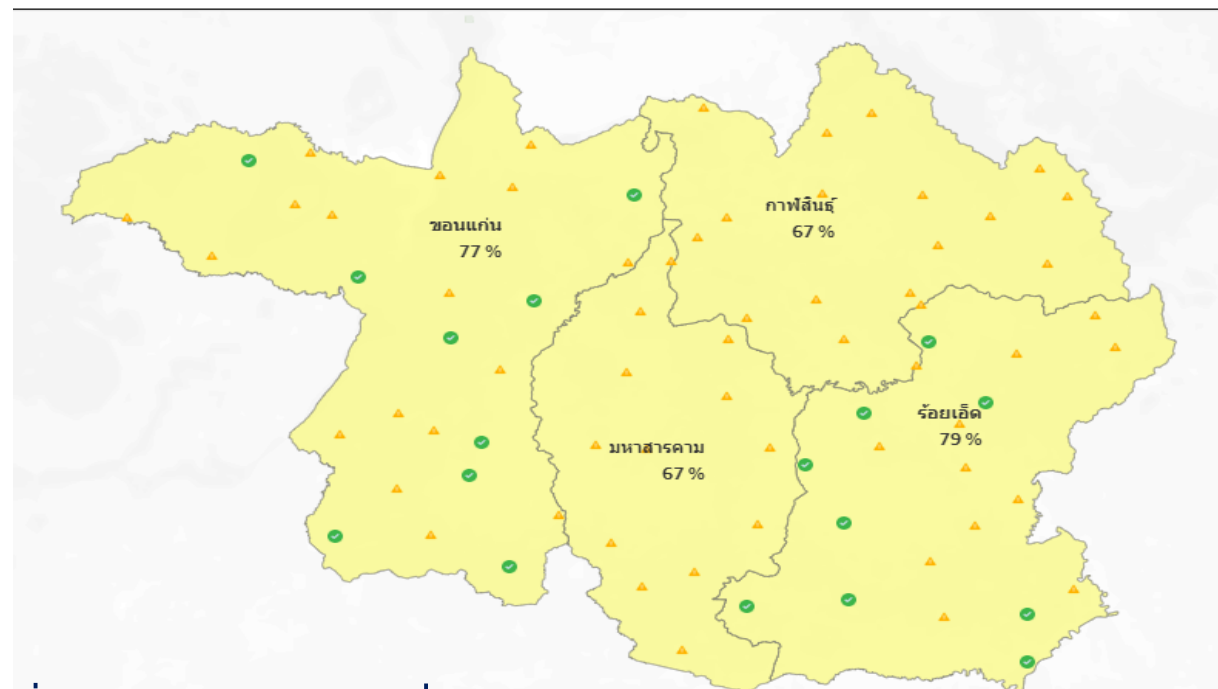 กาฬสินธุ์
67 %
ขอนแก่น
77 %
ร้อยเอ็ด
79 %
มหาสารคาม
67 %